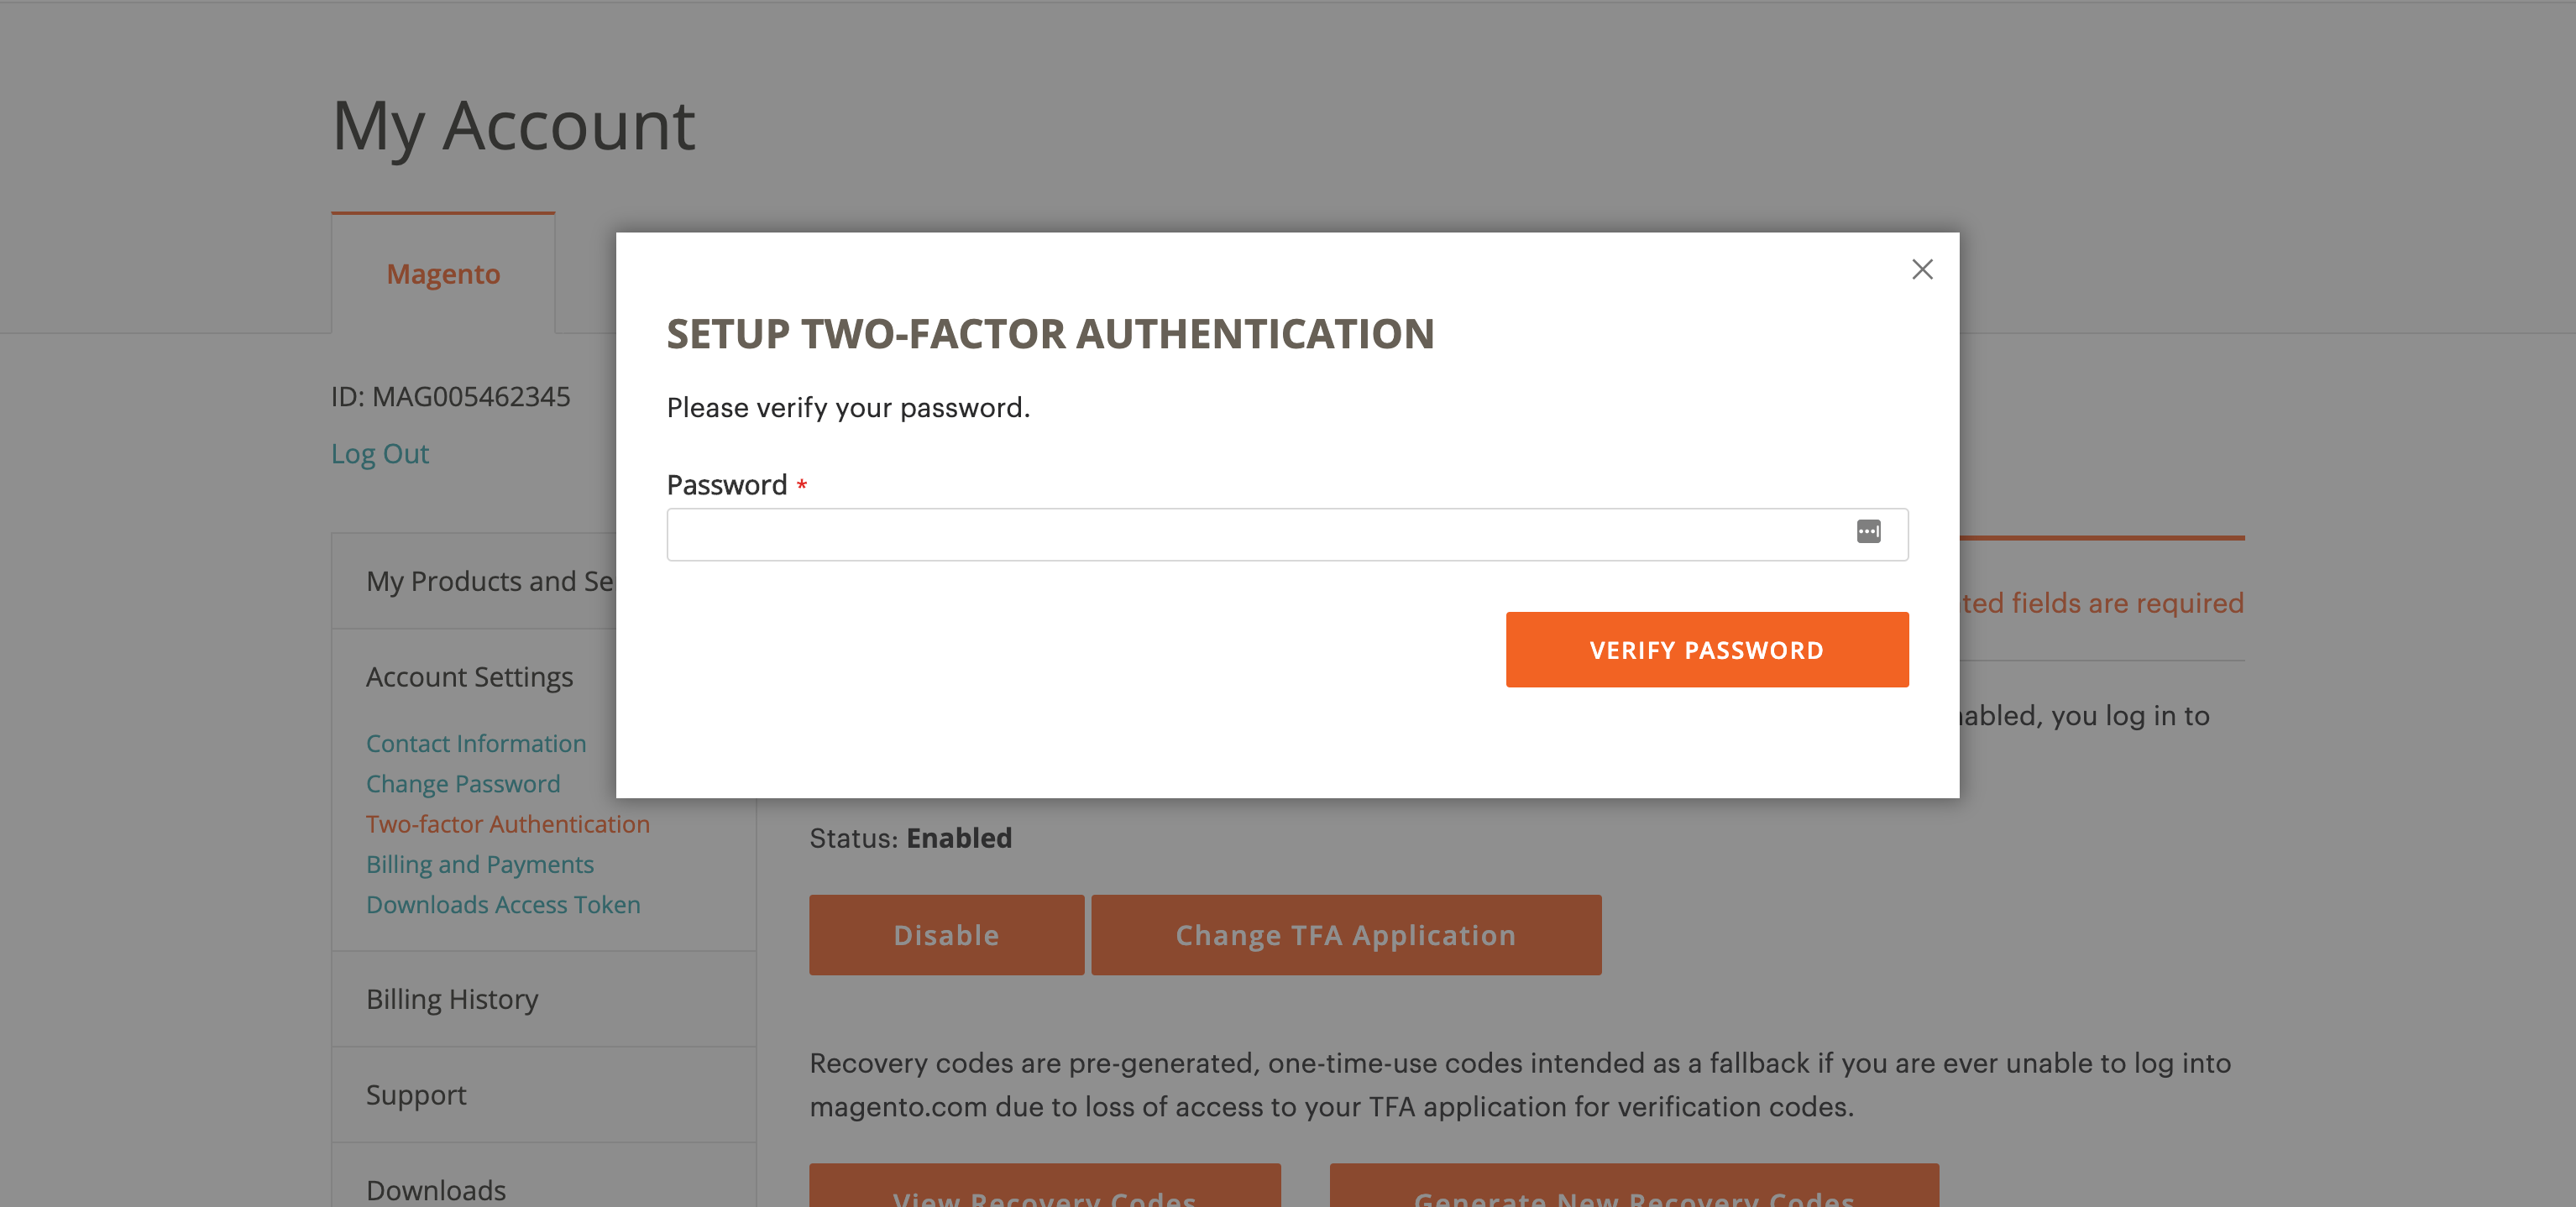 My Account
Magento
ID: MAG005462345
Log Out
My Products and Se
Account Settings
Contact Information
Change Password
Two-factor Authentication
Billing and Payments
Downloads Access Token
Billing History
Support
Downloads
SETUP TWO-FACTOR AUTHENTICATION
Please verify your password.
Password *
VERIFY PASSWORD
ted fields are required
abled, you log in to
Status: Enabled
Disable
Change TFA Application
Recovery codes are pre-generated, one-time-use codes intended as a fallback if you are ever unable to log into
magento.com due to loss of access to your TFA application for verification codes.
View Recovery Codes
Generate New Recovery Codes